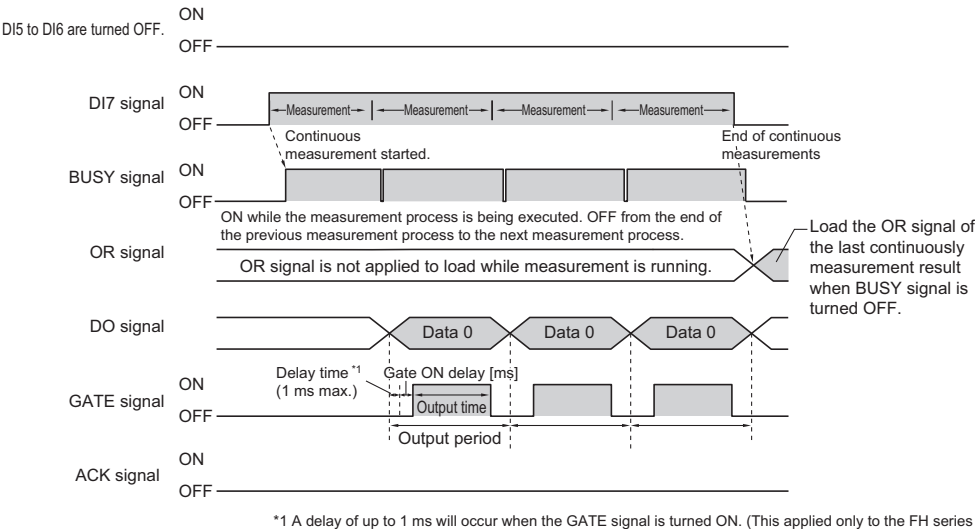 DI5 to DI6 are turned OFF.
ON
OFF
DI7 signal
ON
OFF
Measurement
Measurement
Measurement
Measurement
Continuous
measurement started.
End of continuous
measurements
BUSY signal
ON
OFF
ON while the measurement process is being executed. OFF from the end of
the previous measurement process to the next measurement process.
OR signal
OR signal is not applied to load while measurement is running.
Load the OR signal of
the last continuously
measurement result
when BUSY signal is
turned OFF.
DO signal
Data 0
Data 0
Data 0
Delay time *1
(1 ms max.)
Gate ON delay [ms]
GATE signal
ON
OFF
Output time
Output period
ACK signal
ON
OFF
*1 A delay of up to 1 ms will occur when the GATE signal is turned ON. (This applied only to the FH series